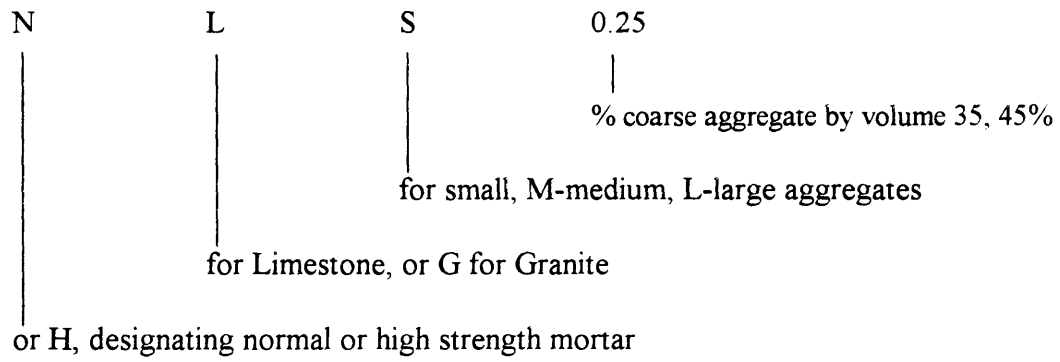 N L S 0.25
% coarse aggregate by volume 35, 45%
for small, M-medium, L-large aggregates
for Limestone, or G for Granite
or H, designating normal or high strength mortar